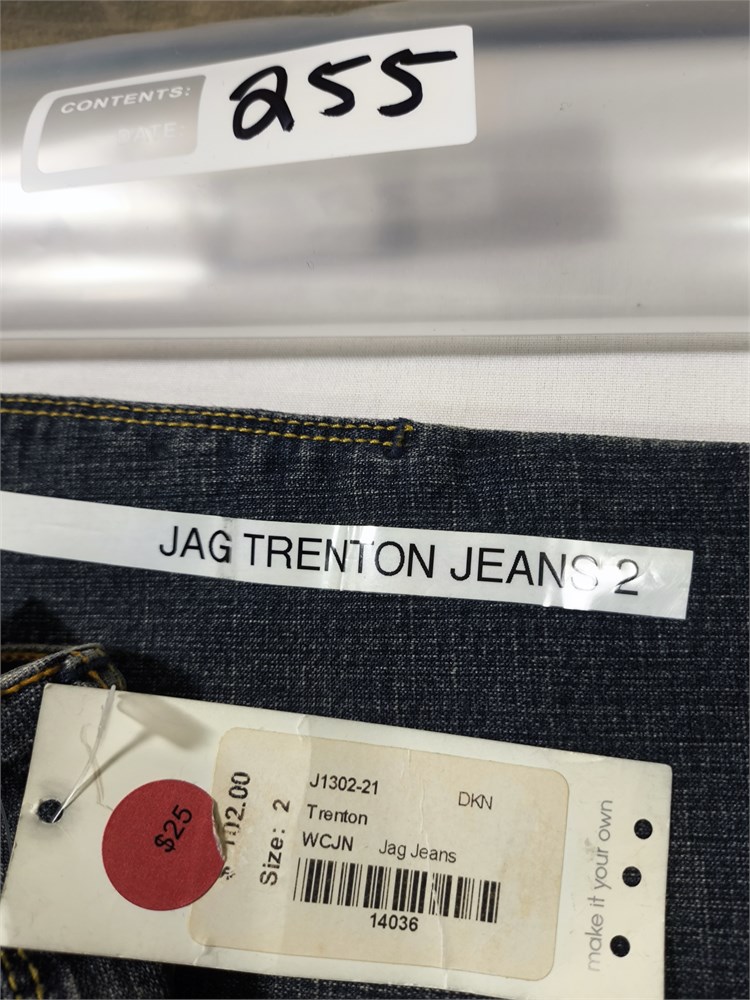 CONTENTS:
DATE
255
JAG TRENTON JEANS 2
$25
102.00
Size: 2
J1302-21
DKN
Trenton
WCJN Jag Jeans
14036
make it your own